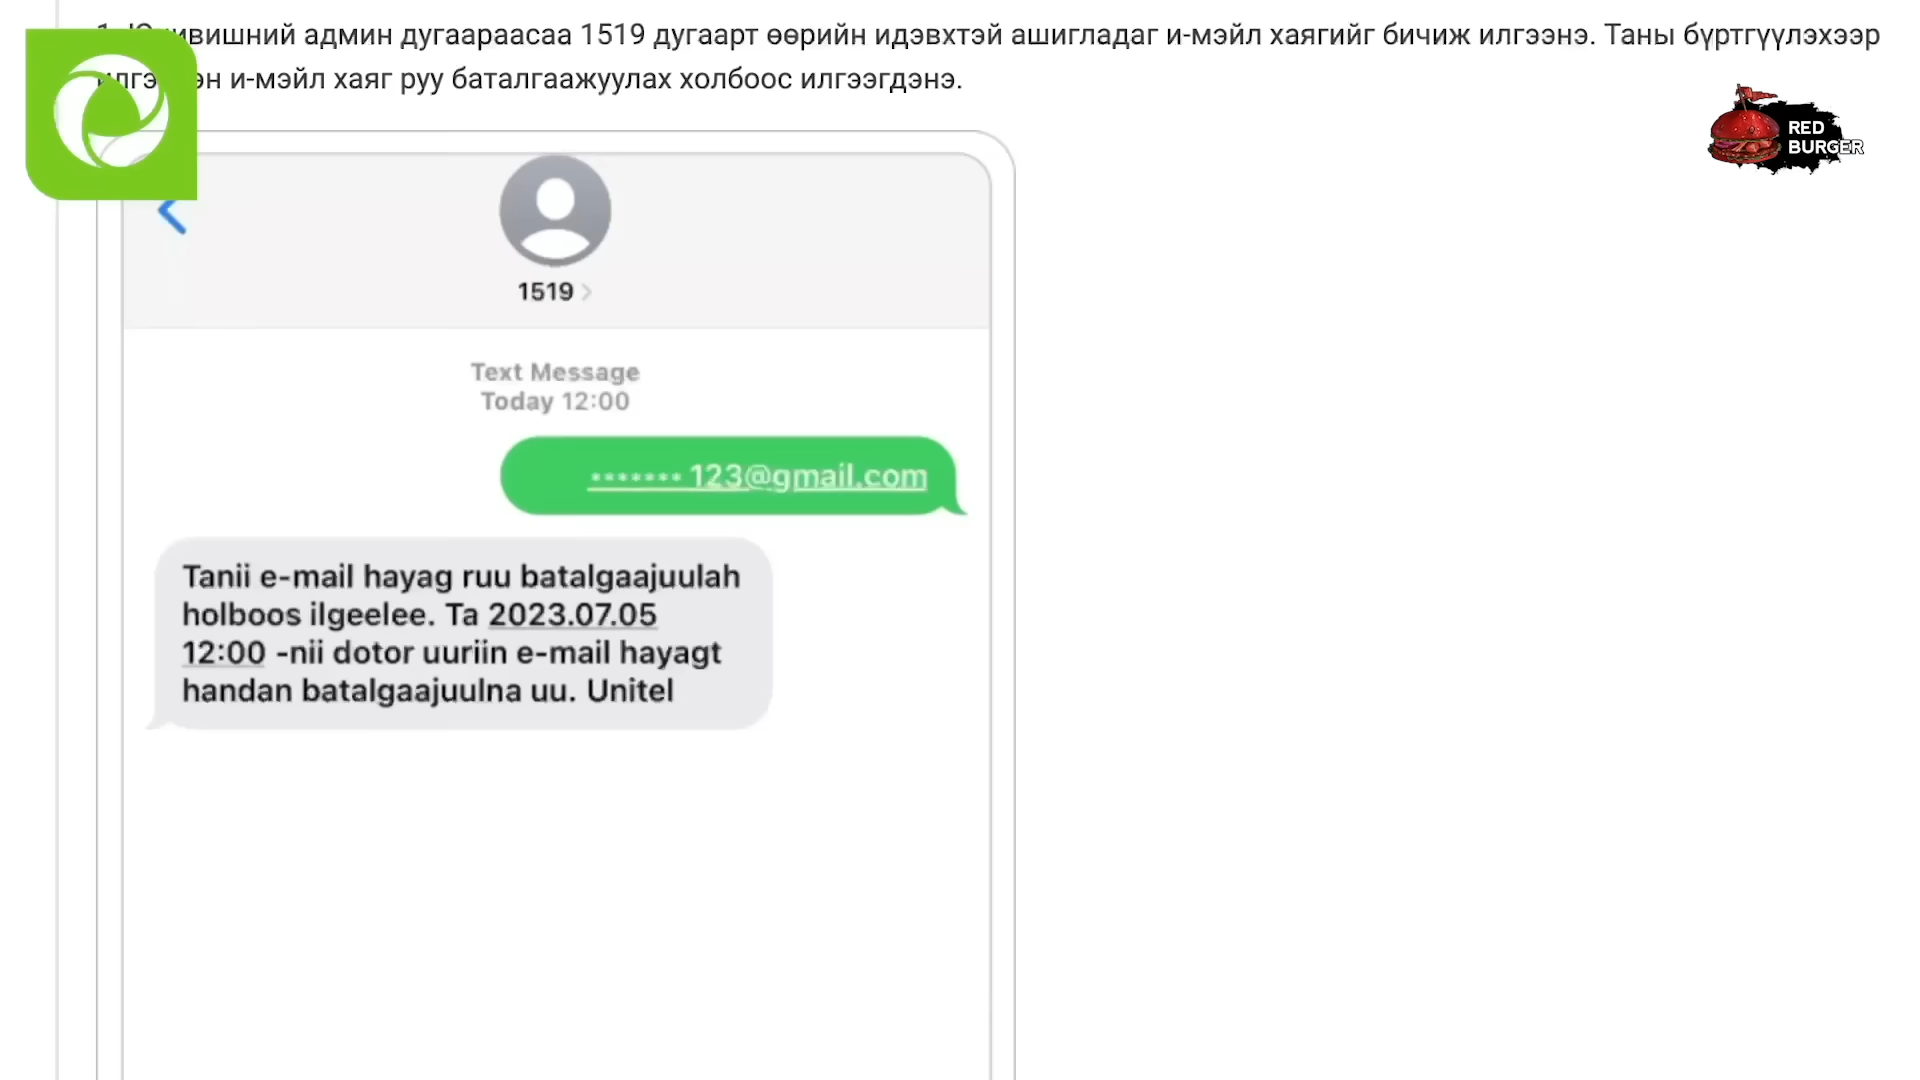 админ дугаараасаа 1519 дугаарт өөрийн идэвхтэй ашигладаг и-мэйл хаягийг бичиж илгээнэ. Таны бүртгүүлэхээр
и-мэйл хаяг руу баталгаажуулах холбоос илгээгдэнэ.
RED
BURGER
1519
Text Message
Today 12:00
******* 123@gmail.com
Tanii e-mail hayag ruu batalgaajuulah
holboos ilgeelee. Ta 2023.07.05
12:00 -nii dotor uuriin e-mail hayagt
handan batalgaajuulna uu. Unitel